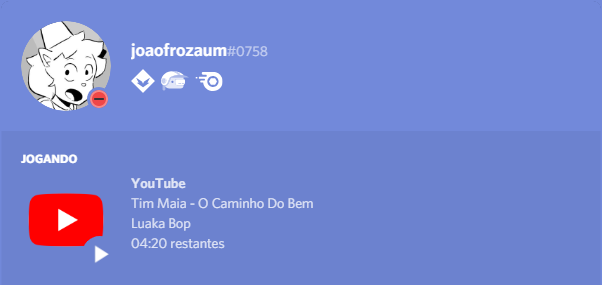 joaofrozaum#0758
JOGANDO
YouTube
Tim Maia - O Caminho Do Bem
Luaka Bop
04:20 restantes